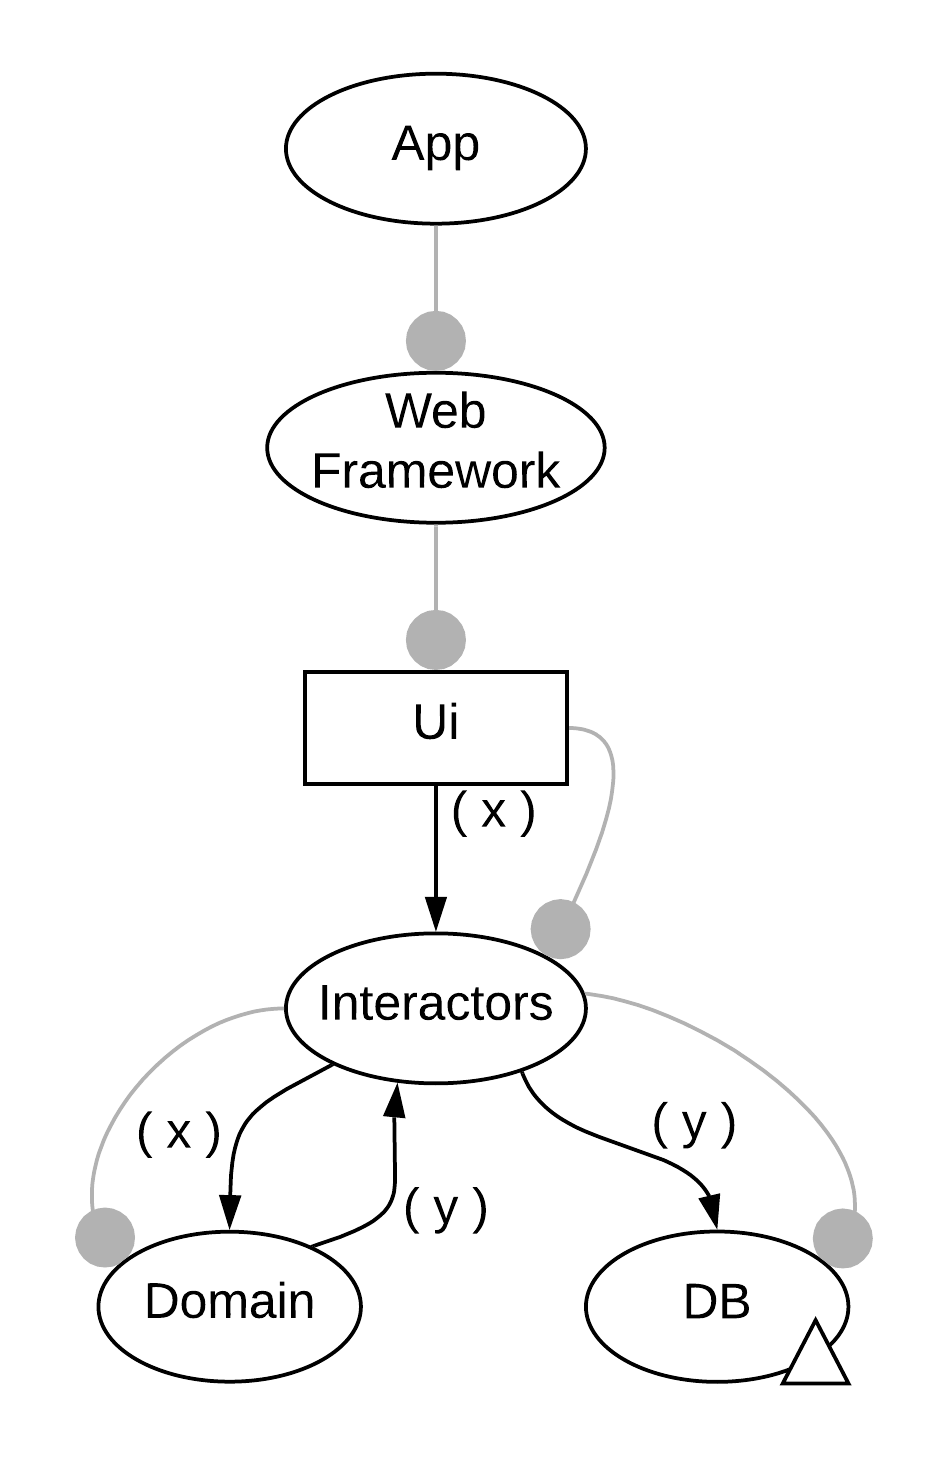 App
Web
Framework
Ui
( x )
Interactors
( x )
( y )
( y )
Domain
DB